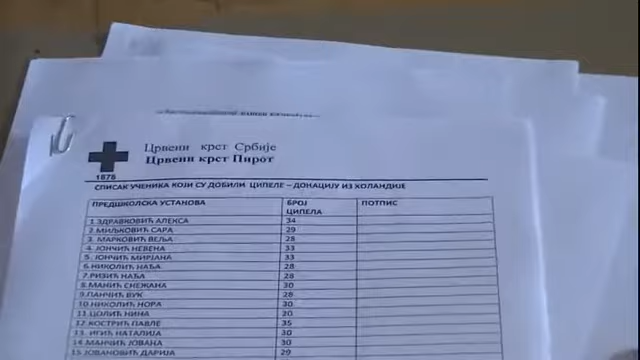 Црвени крст Србије
Црвени крст Пирот
1876
СПИСАК УЧЕНИКА КОЈИ СУ ДОБИЛИ ЦИПЕЛЕ – ДОНАЦИЈУ ИЗ ХОЛАНДИЈЕ
ПРЕДШКОЛСКА УСТАНОВА БРОЈ ЦИПЕЛА ПОТПИС
1.ЗДРАВКОВИЋ АЛЕКСА 34
2.МИЉКОВИЋ САРА 29
3. МАРКОВИЋ ВЕЉА 28
4. ЈОНЧИЋ НЕВЕНА 33
5. ЈОНЧИЋ МИРЈАНА 33
6.НИКОЛИЋ НАЂА 28
7.РИЗИЋ НАЂА 28
8.МАНИЋ СНЕЖАНА 30
9.ПАНЧИЋ ВУК 28
10.НИКОЛИЋ НОРА 30
11.ЦОЛИЋ НИНА 20
12.КОСТРИЋ ПАВЛЕ 35
13. ИГИЋ НАТАЛИЈА 30
14.МАНИЋ ЈОВАНА 30
15.ЈОВАНОВИЋ ДАРИЈА 29